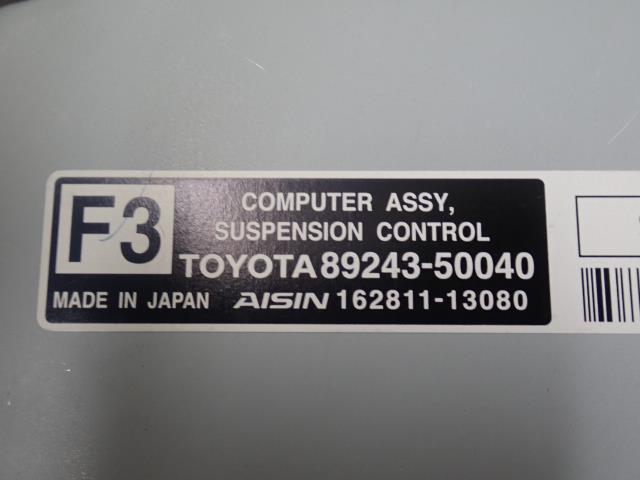 F3
COMPUTER ASSY,
SUSPENSION CONTROL
TOYOTA 89243-50040
MADE IN JAPAN AISIN 162811-13080